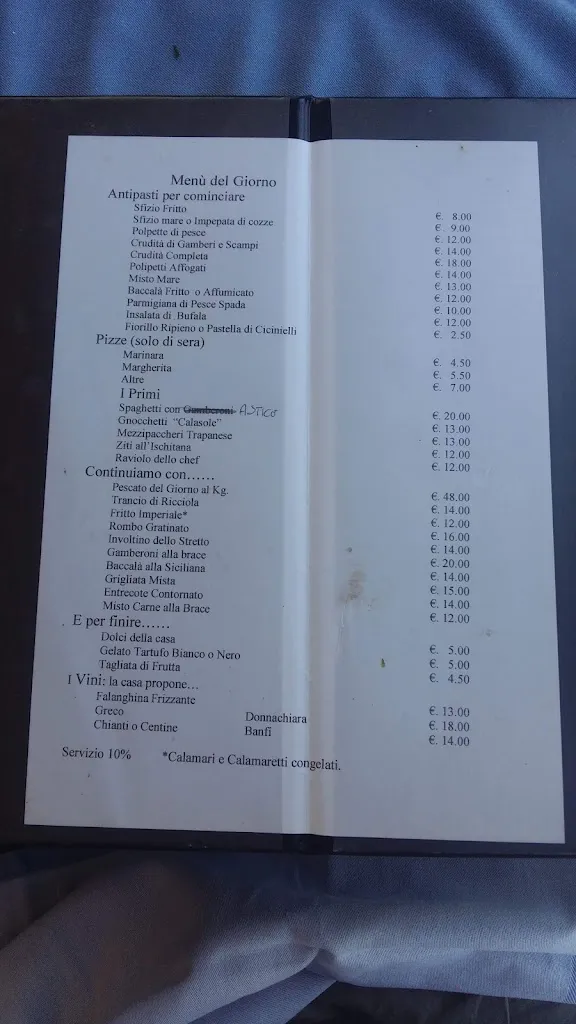 Menù del Giorno
Antipasti per cominciare
Sfizio Fritto €. 8.00
Sfizio mare o Impepata di cozze €. 9.00
Polpette di pesce €. 12.00
Crudità di Gamberi e Scampi €. 14.00
Crudità Completa €. 18.00
Polipetti Affogati €. 14.00
Misto Mare €. 13.00
Baccalà Fritto o Affumicato €. 12.00
Parmigiana di Pesce Spada €. 10.00
Insalata di Bufala €. 12.00
Fiorillo Ripieno o Pastella di Cicinielli €. 2.50
Pizze (solo di sera)
Marinara €. 4.50
Margherita €. 5.50
Altre €. 7.00
I Primi
Spaghetti con Gamberoni €. 20.00
Gnocchetti "Calasole" €. 13.00
Mezzipaccheri Trapanese €. 13.00
Ziti all'Ischitana €. 12.00
Raviolo dello chef €. 12.00
Continuiamo con......
Pescato del Giorno al Kg. €. 48.00
Trancio di Ricciola €. 14.00
Fritto Imperiale* €. 12.00
Rombo Gratinato €. 16.00
Involtino dello Stretto €. 14.00
Gamberoni alla brace €. 20.00
Baccalà alla Siciliana €. 14.00
Grigliata Mista €. 15.00
Entrecote Contornato €. 14.00
Misto Carne alla Brace €. 12.00
E per finire......
Dolci della casa €. 5.00
Gelato Tartufo Bianco o Nero €. 5.00
Tagliata di Frutta €. 4.50
I Vini: la casa propone...
Falanghina Frizzante €. 13.00
Greco Donnachiara €. 18.00
Chianti o Centine Banfi €. 14.00
Servizio 10% *Calamari e Calamaretti congelati.